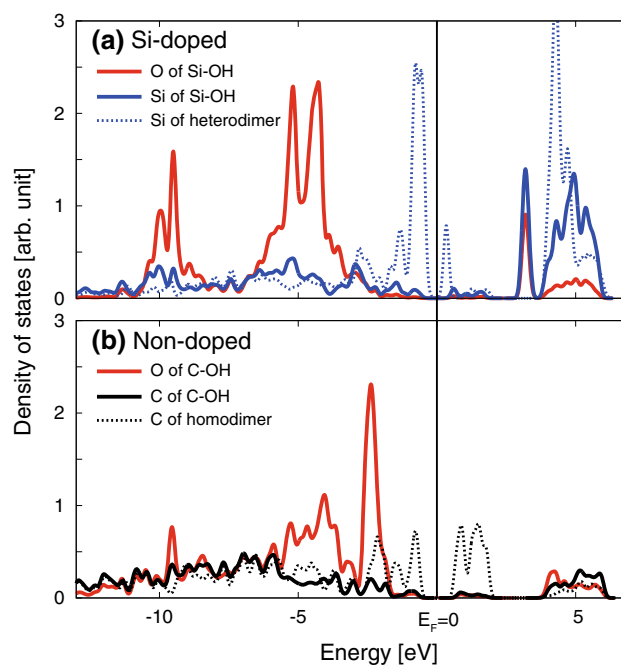 3
(a) Si-doped
O of Si-OH
Si of Si-OH
Si of heterodimer
2
1
0
3
(b) Non-doped
O of C-OH
C of C-OH
C of homodimer
2
1
0
-10 -5 E_F=0 5
Energy [eV]
Density of states [arb. unit]